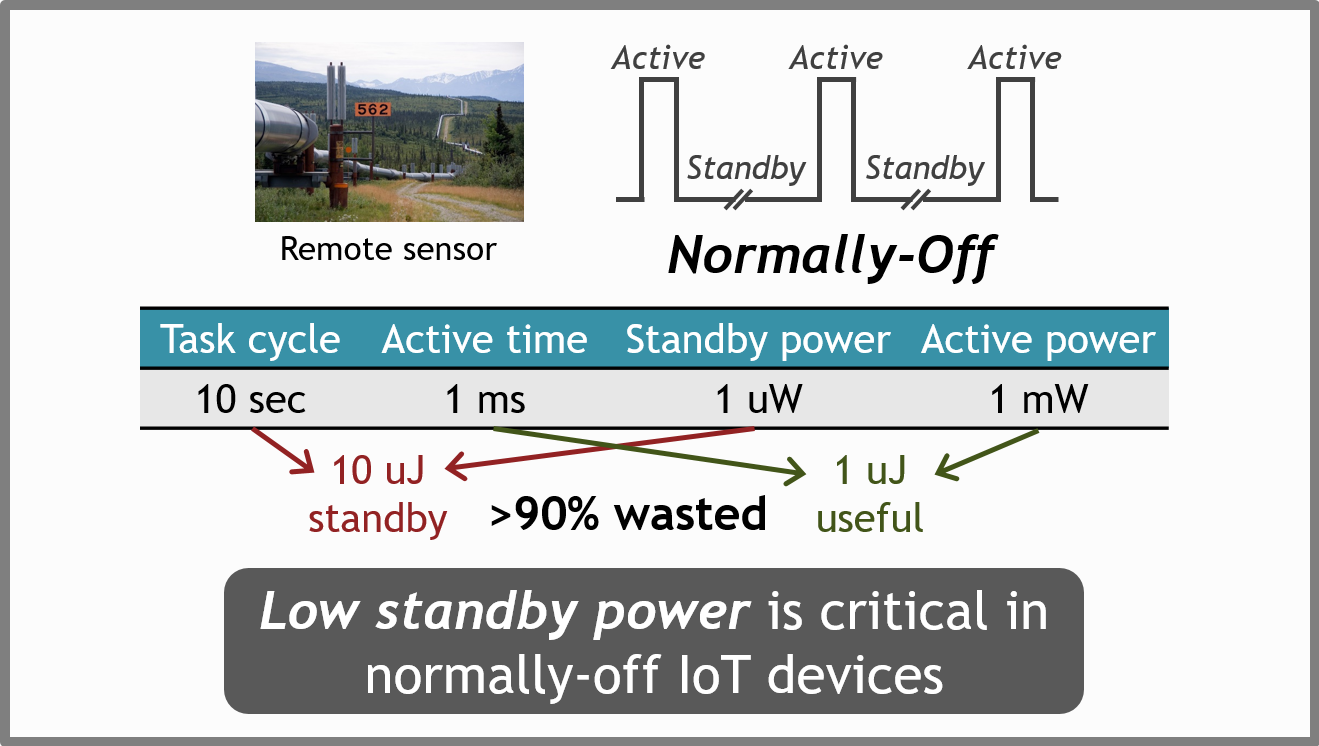 562
Remote sensor
Active Active Active
Standby Standby
Normally-Off
Task cycle Active time Standby power Active power
10 sec 1 ms 1 uW 1 mW
10 uJ
standby
>90% wasted
1 uJ
useful
Low standby power is critical in
normally-off IoT devices